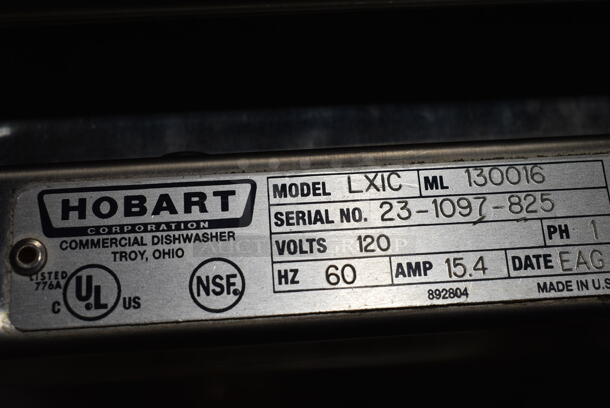 HOBART
CORPORATION
COMMERCIAL DISHWASHER
TROY, OHIO
LISTED
776A
C UL US
NSF
MODEL LXIC ML 130016
SERIAL NO. 23-1097-825
VOLTS 120 PH 1
HZ 60 AMP 15.4 DATE EAG
892804 MADE IN U.S